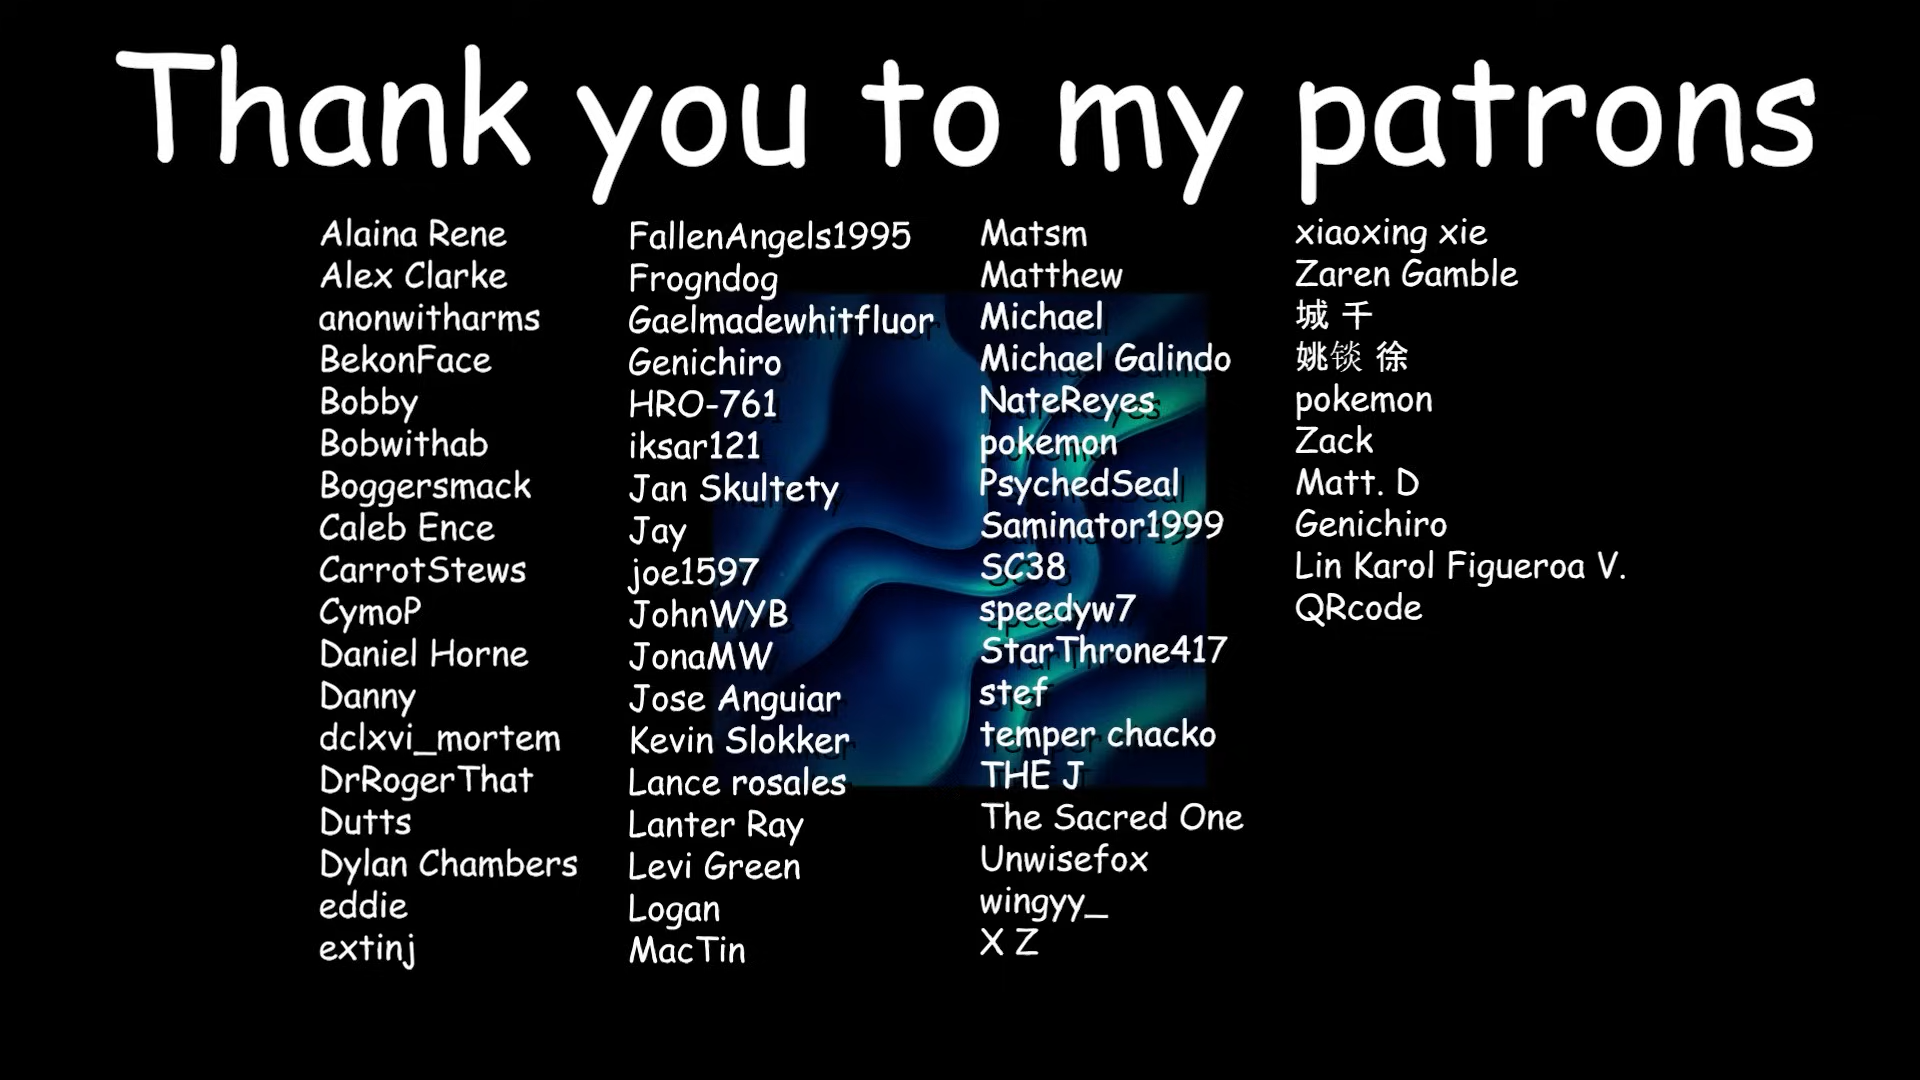 Thank you to my patrons
Alaina Rene
Alex Clarke
anonwitharms
BekonFace
Bobby
Bobwithab
Boggersmack
Caleb Ence
CarrotStews
CymoP
Daniel Horne
Danny
dclxvi_mortem
DrRogerThat
Dutts
Dylan Chambers
eddie
extinj
FallenAngels1995
Frogndog
Gaelmadewhitfluor
Genichiro
HRO-761
iksar121
Jan Skultety
Jay
joe1597
JohnWYB
JonaMW
Jose Anguiar
Kevin Slokker
Lance rosales
Lanter Ray
Levi Green
Logan
MacTin
Matsm
Matthew
Michael
Michael Galindo
NateReyes
pokemon
PsychedSeal
Saminator1999
SC38
speedyw7
StarThrone417
stef
temper chacko
THE J
The Sacred One
Unwisefox
wingyy_
X Z
xiaoxing xie
Zaren Gamble
城 千
姚锬 徐
pokemon
Zack
Matt. D
Genichiro
Lin Karol Figueroa V.
QRcode